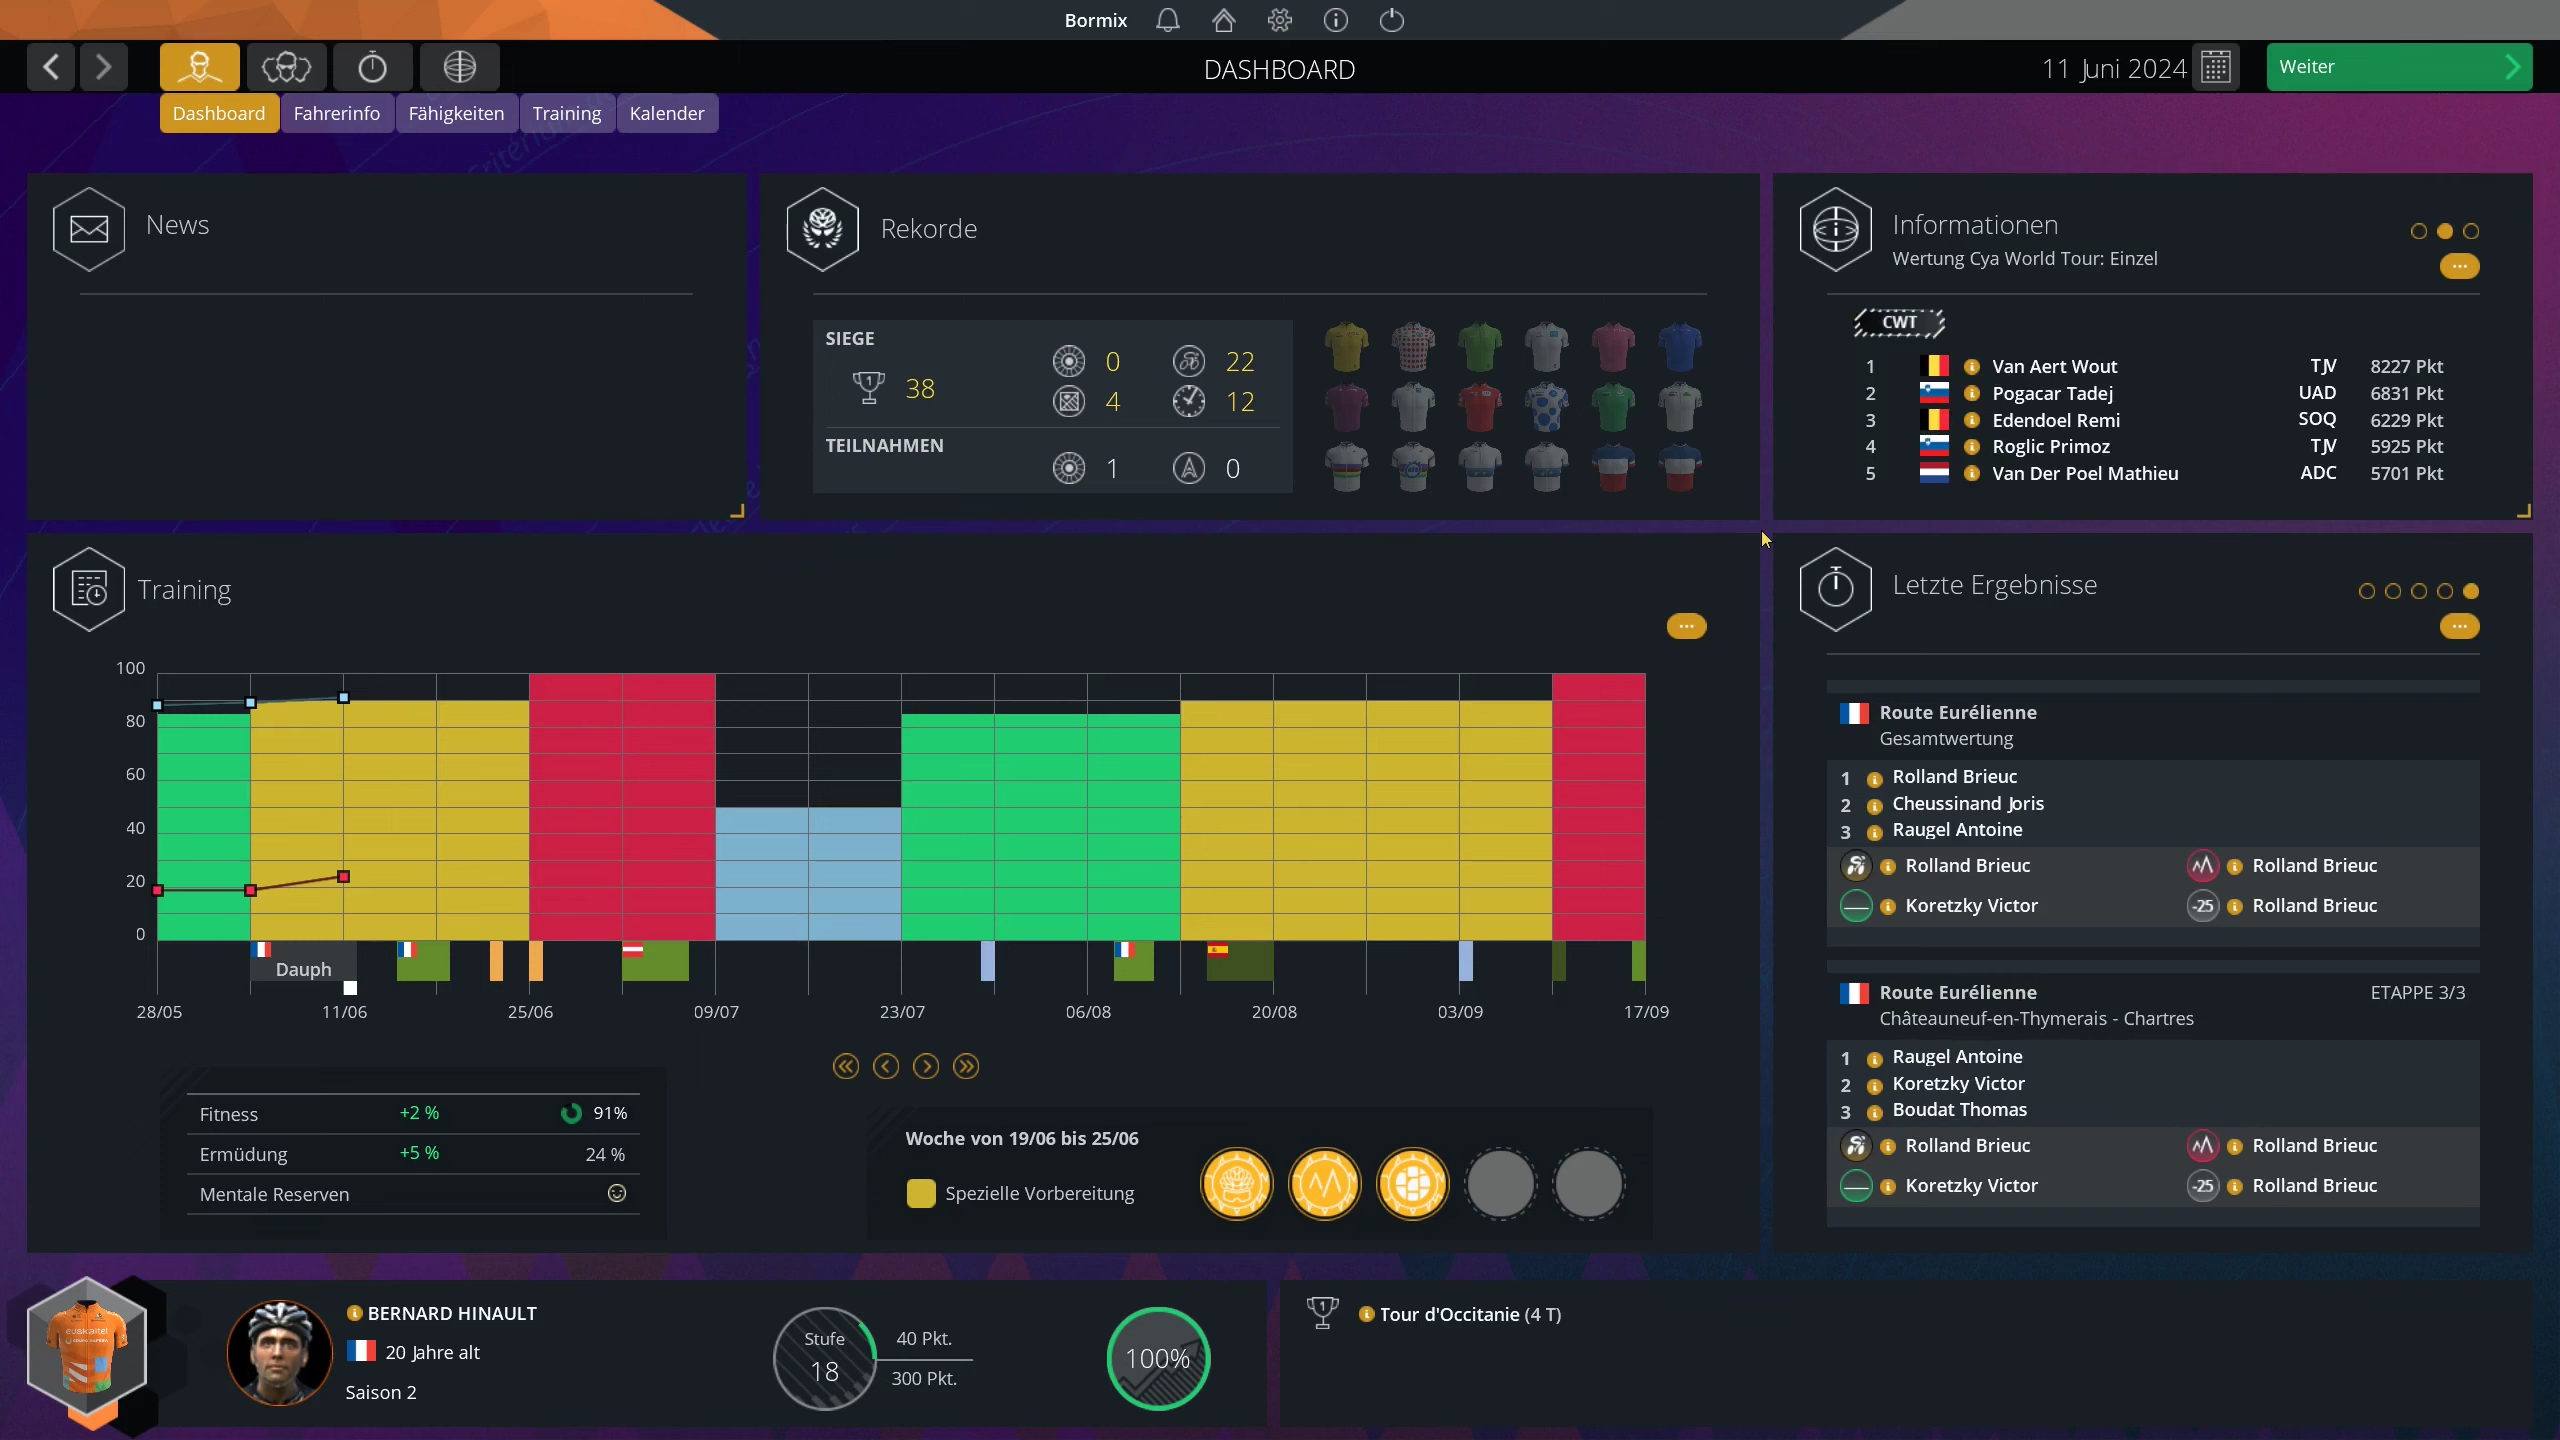 Bormix
DASHBOARD
11 Juni 2024
Weiter
Dashboard
Fahrerinfo
Fähigkeiten
Training
Kalender
News
Rekorde
SIEGE
38
0
22
4
12
TEILNAHMEN
1
0
Informationen
Wertung Cya World Tour: Einzel
CWT
1 Van Aert Wout TJV 8227 Pkt
2 Pogacar Tadej UAD 6831 Pkt
3 Edendoel Remi SOQ 6229 Pkt
4 Roglic Primoz TJV 5925 Pkt
5 Van Der Poel Mathieu ADC 5701 Pkt
Training
100
80
60
40
20
0
Dauph
28/05 11/06 25/06 09/07 23/07 06/08 20/08 03/09 17/09
Fitness +2 % 91%
Ermüdung +5 % 24 %
Mentale Reserven
Woche von 19/06 bis 25/06
Spezielle Vorbereitung
Letzte Ergebnisse
Route Eurélienne
Gesamtwertung
1 Rolland Brieuc
2 Cheussinand Joris
3 Raugel Antoine
Rolland Brieuc Rolland Brieuc
Koretzky Victor -25 Rolland Brieuc
Route Eurélienne ETAPPE 3/3
Châteauneuf-en-Thymerais - Chartres
1 Raugel Antoine
2 Koretzky Victor
3 Boudat Thomas
Rolland Brieuc Rolland Brieuc
Koretzky Victor -25 Rolland Brieuc
euskaltel
BERNARD HINAULT
20 Jahre alt
Saison 2
Stufe
18
40 Pkt.
300 Pkt.
100%
1 Tour d'Occitanie (4 T)